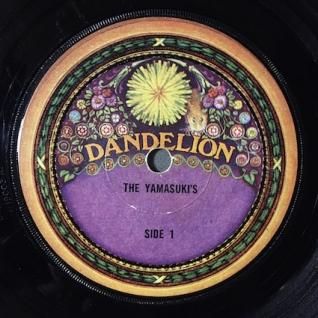 DANDELION
THE YAMASUKI'S
SIDE 1